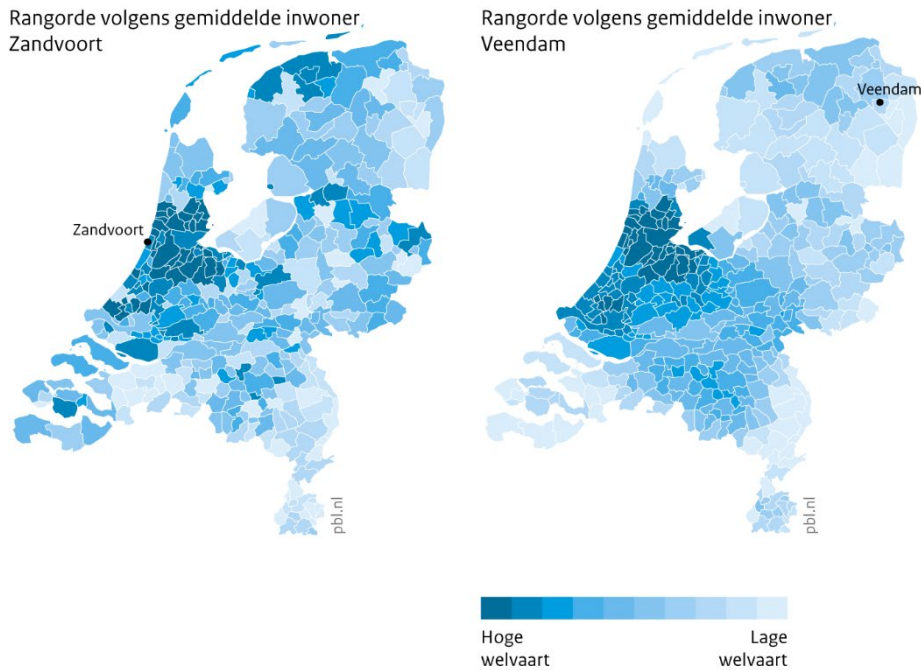 Rangorde volgens gemiddelde inwoner,
Zandvoort
Rangorde volgens gemiddelde inwoner,
Veendam
Zandvoort
Veendam
pbl.nl
pbl.nl
Hoge
welvaart
Lage
welvaart